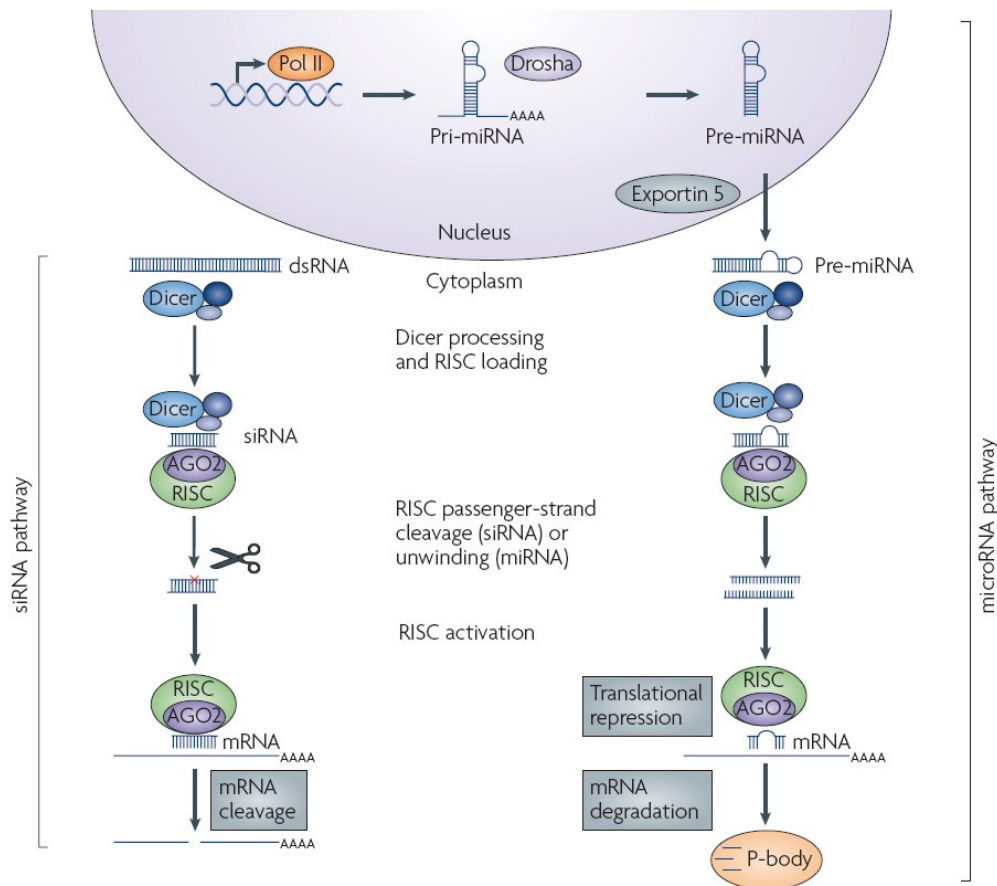 Pol II
Drosha
AAAA
Pri-miRNA
Pre-miRNA
Exportin 5
Nucleus
Cytoplasm
dsRNA
Pre-miRNA
Dicer
Dicer
Dicer processing
and RISC loading
Dicer
Dicer
siRNA
AGO2
RISC
AGO2
RISC
RISC passenger-strand
cleavage (siRNA) or
unwinding (miRNA)
RISC activation
RISC
AGO2
mRNA
AAAA
Translational
repression
RISC
AGO2
mRNA
AAAA
mRNA
cleavage
AAAA
mRNA
degradation
P-body
siRNA pathway
microRNA pathway